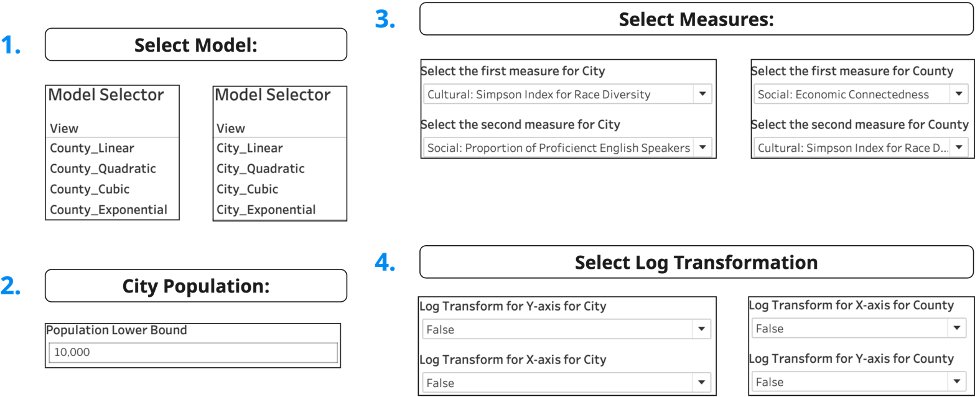 1.
Select Model:
Model Selector
View
County_Linear
County_Quadratic
County_Cubic
County_Exponential
Model Selector
View
City_Linear
City_Quadratic
City_Cubic
City_Exponential
2.
City Population:
Population Lower Bound
10,000
3.
Select Measures:
Select the first measure for City
Cultural: Simpson Index for Race Diversity
Select the second measure for City
Social: Proportion of Proficienct English Speakers
Select the first measure for County
Social: Economic Connectedness
Select the second measure for County
Cultural: Simpson Index for Race D...
4.
Select Log Transformation
Log Transform for Y-axis for City
False
Log Transform for X-axis for City
False
Log Transform for X-axis for County
False
Log Transform for Y-axis for County
False